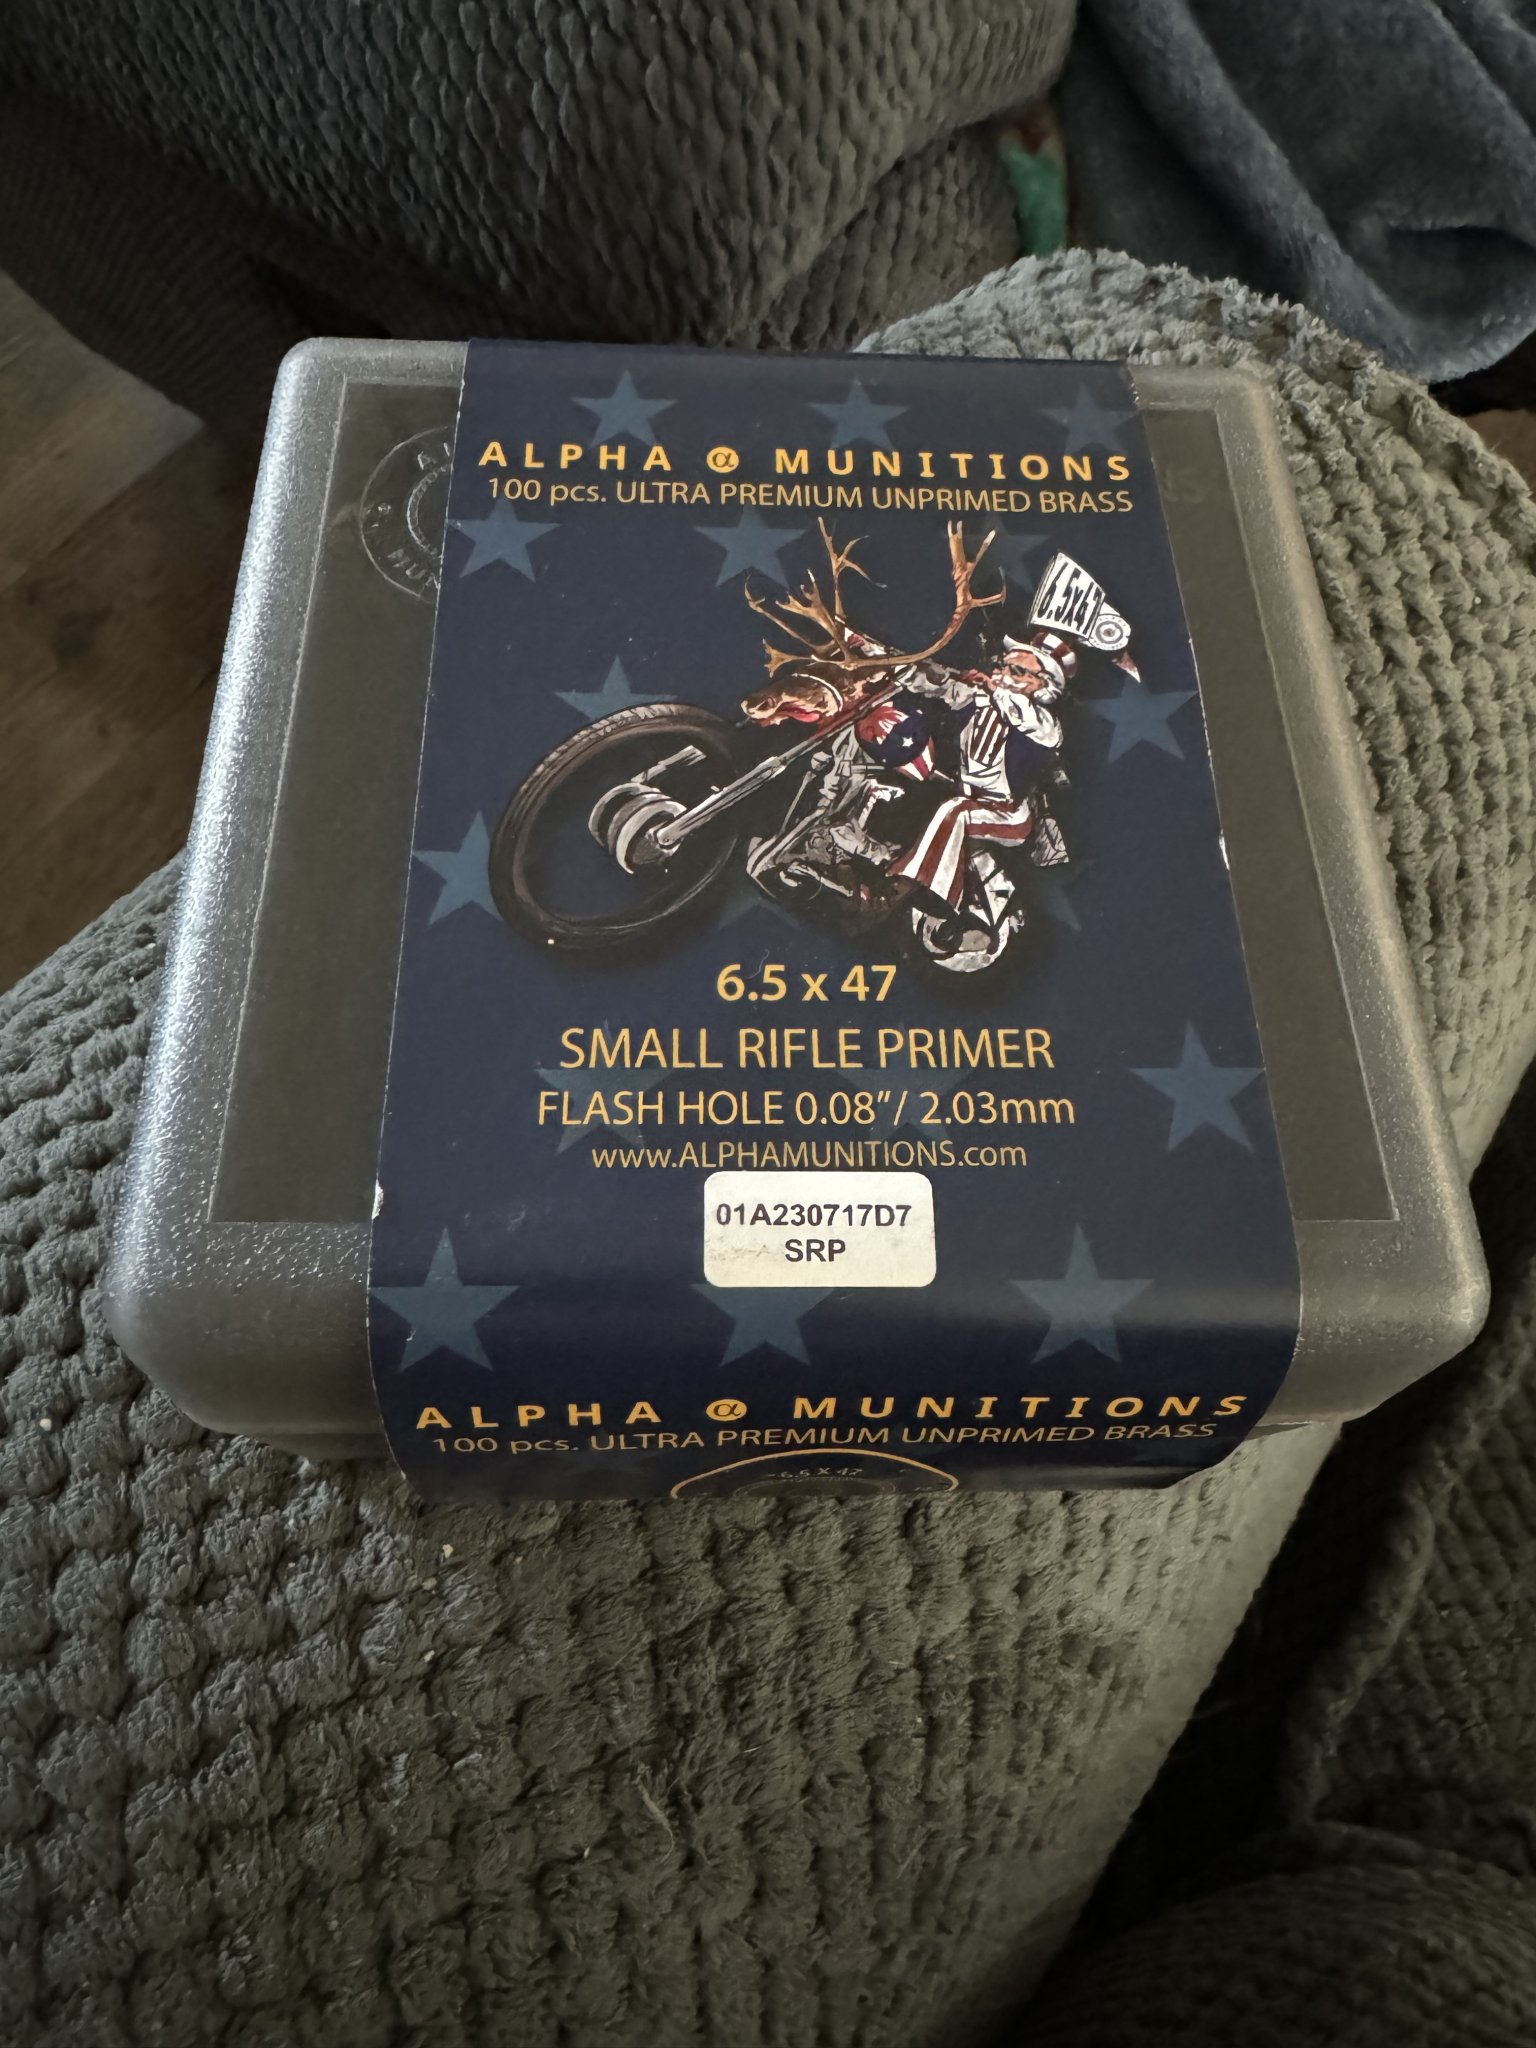 ALPHA α MUNITIONS
100 pcs. ULTRA PREMIUM UNPRIMED BRASS
6.5x47
6.5 x 47
SMALL RIFLE PRIMER
FLASH HOLE 0.08"/ 2.03mm
www.ALPHAMUNITIONS.com
01A230717D7
SRP
ALPHA α MUNITIONS
100 pcs. ULTRA PREMIUM UNPRIMED BRASS
6.5 X 47